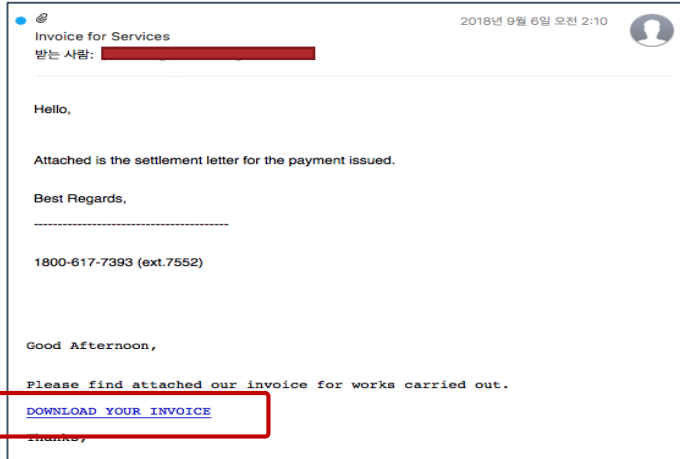 2018년 9월 6일 오전 2:10
Invoice for Services
받는 사람:
Hello,
Attached is the settlement letter for the payment issued.
Best Regards,
----------------------------------------
1800-617-7393 (ext.7552)
Good Afternoon,
Please find attached our invoice for works carried out.
DOWNLOAD YOUR INVOICE
Thanks,